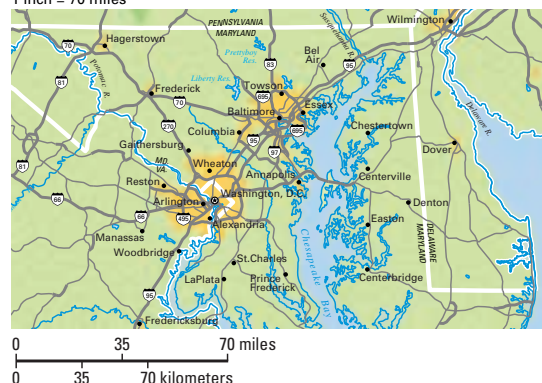 1 inch = 70 miles
Wilmington
PENNSYLVANIA
MARYLAND
Susquehanna R.
Hagerstown
70
Potomac R.
Prettyboy
Res.
83
Bel
Air
95
81
Frederick
Liberty Res.
Towson
695
70
Baltimore
Essex
Delaware R.
270
Columbia
95
695
Chestertown
Gaithersburg
97
Dover
81
MD.
VA.
Wheaton
Annapolis
Centerville
66
Reston
Washington, D.C.
Arlington
Denton
66
495
Alexandria
Easton
Manassas
Chesapeake Bay
DELAWARE
MARYLAND
Woodbridge
St.Charles
LaPlata
Prince
Frederick
Centerbridge
95
Fredericksburg
0 35 70 miles
0 35 70 kilometers